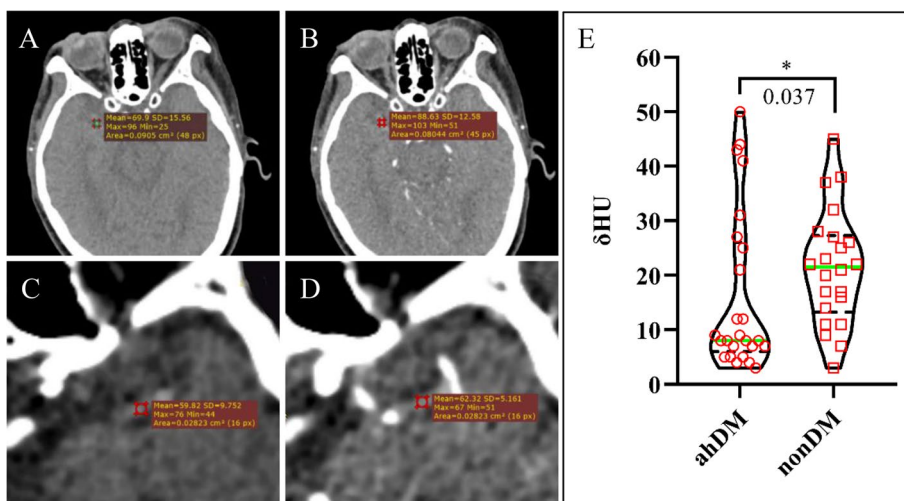 A
Mean=69.9 SD=15.56
Max=96 Min=25
Area=0.0905 cm² (48 px)
B
Mean=88.63 SD=12.58
Max=103 Min=51
Area=0.08044 cm² (45 px)
C
Mean=59.82 SD=9.752
Max=76 Min=44
Area=0.02823 cm² (16 px)
D
Mean=62.32 SD=5.161
Max=67 Min=51
Area=0.02823 cm² (16 px)
E
*
0.037
60
50
40
30
20
10
0
δHU
ahDM
nonDM